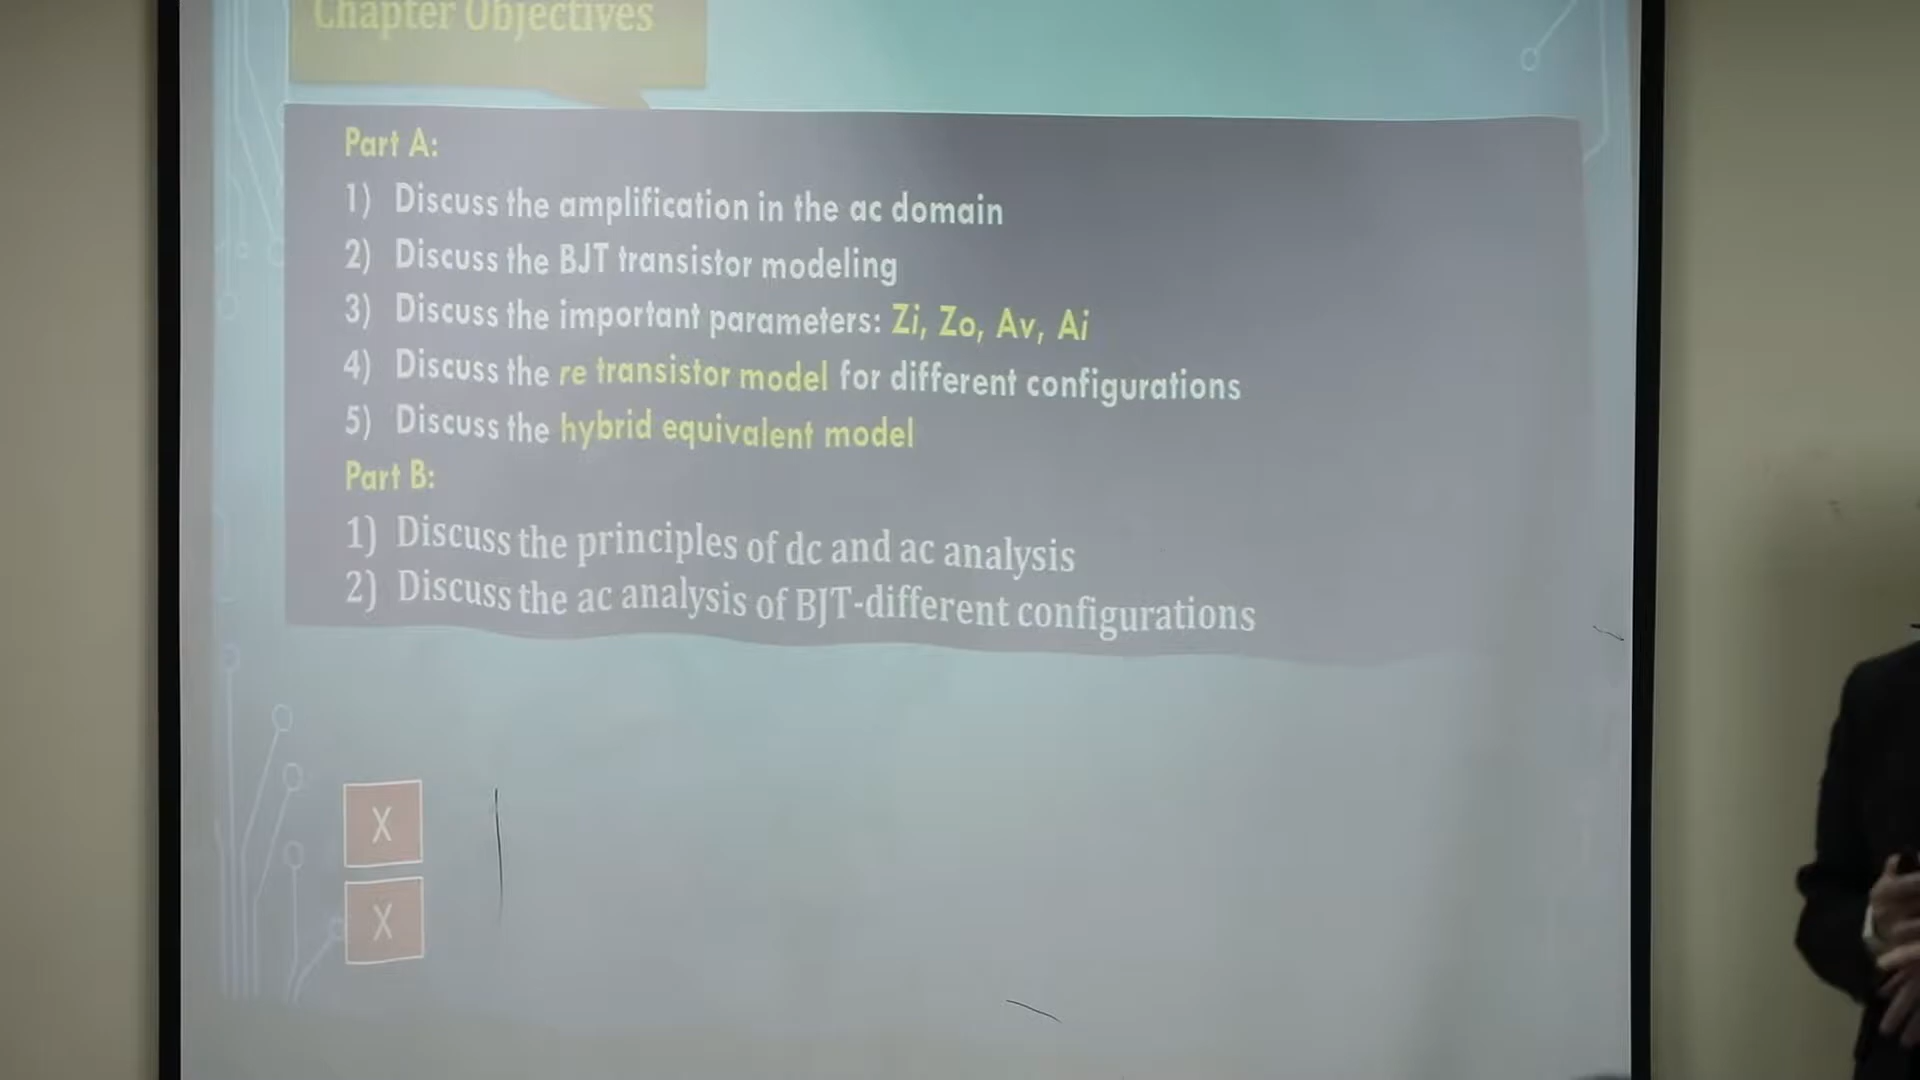 Chapter Objectives
Part A:
1) Discuss the amplification in the ac domain
2) Discuss the BJT transistor modeling
3) Discuss the important parameters: Zi, Zo, Av, Ai
4) Discuss the re transistor model for different configurations
5) Discuss the hybrid equivalent model
Part B:
1) Discuss the principles of dc and ac analysis
2) Discuss the ac analysis of BJT-different configurations
X
X